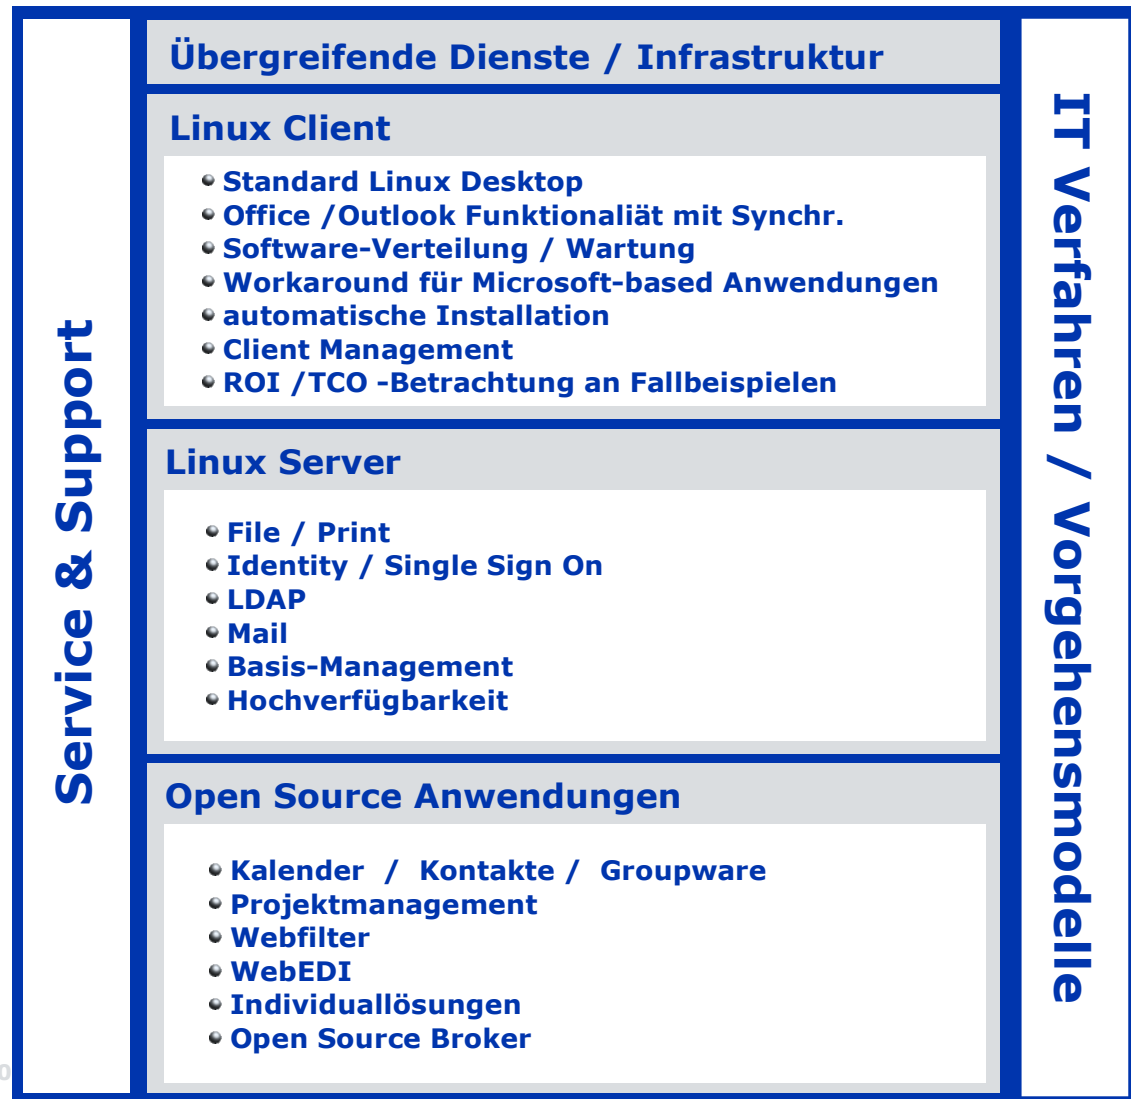 Service & Support
Übergreifende Dienste / Infrastruktur
Linux Client
Standard Linux Desktop
Office /Outlook Funktionaliät mit Synchr.
Software-Verteilung / Wartung
Workaround für Microsoft-based Anwendungen
automatische Installation
Client Management
ROI /TCO -Betrachtung an Fallbeispielen
Linux Server
File / Print
Identity / Single Sign On
LDAP
Mail
Basis-Management
Hochverfügbarkeit
Open Source Anwendungen
Kalender / Kontakte / Groupware
Projektmanagement
Webfilter
WebEDI
Individuallösungen
Open Source Broker
IT Verfahren / Vorgehensmodelle